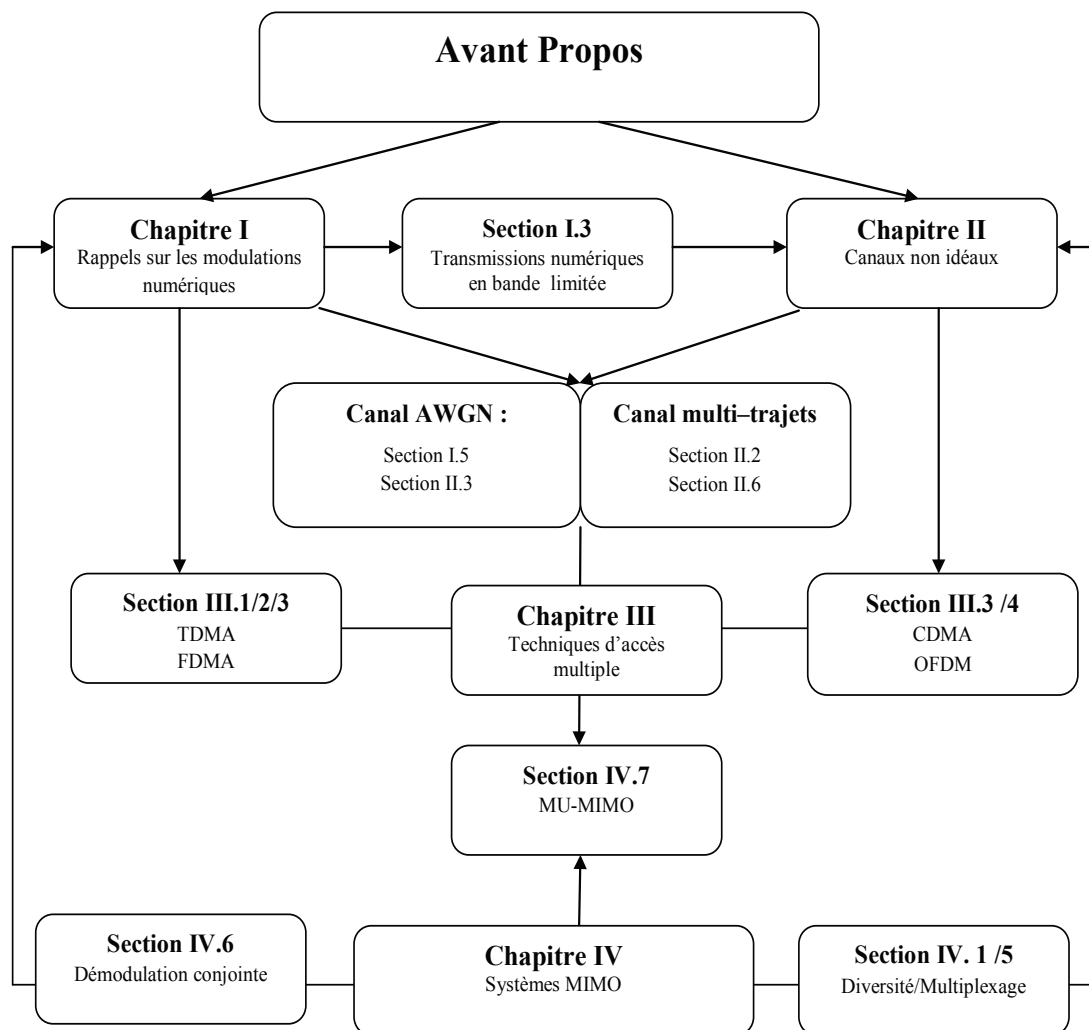 Avant Propos
Chapitre I
Rappels sur les modulations
numériques
Section I.3
Transmissions numériques
en bande limitée
Chapitre II
Canaux non idéaux
Canal AWGN :
Section I.5
Section II.3
Canal multi–trajets
Section II.2
Section II.6
Section III.1/2/3
TDMA
FDMA
Chapitre III
Techniques d'accès
multiple
Section III.3 /4
CDMA
OFDM
Section IV.7
MU-MIMO
Section IV.6
Démodulation conjointe
Chapitre IV
Systèmes MIMO
Section IV. 1 /5
Diversité/Multiplexage